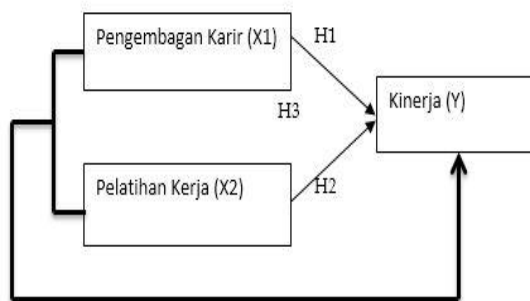 Pengembagan Karir (X1)
H1
Kinerja (Y)
H3
Pelatihan Kerja (X2)
H2